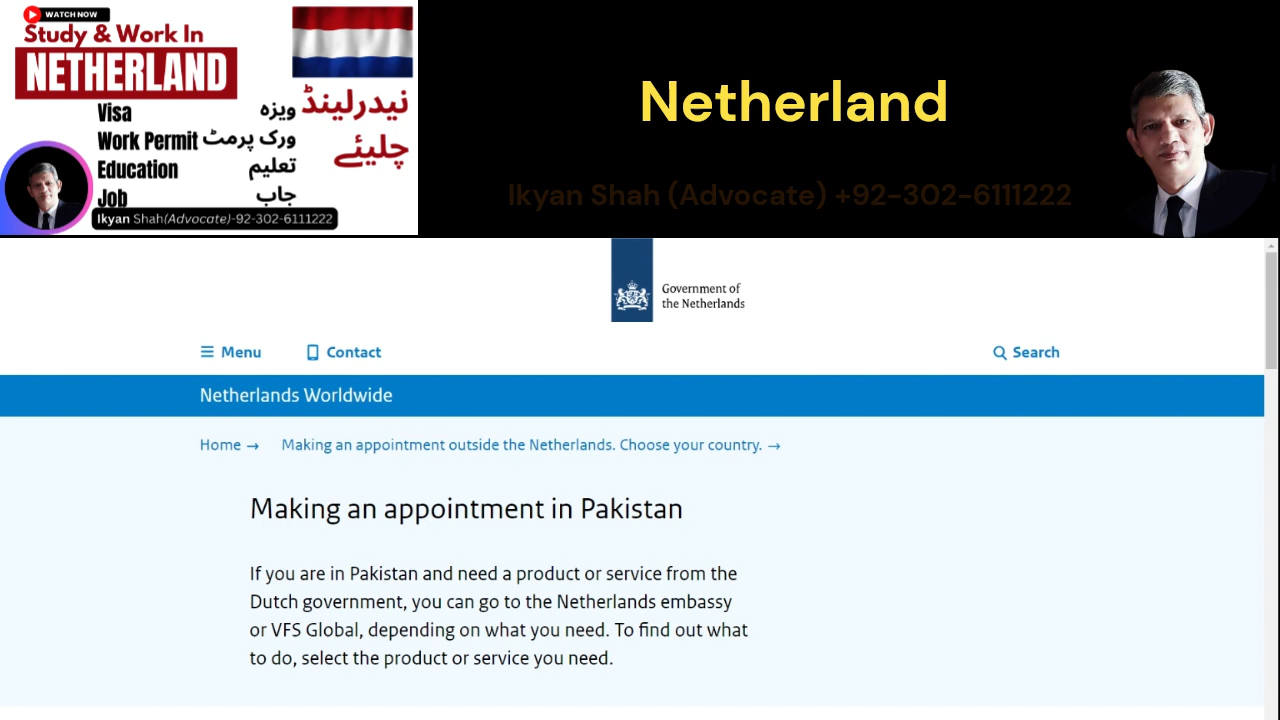 WATCH NOW
Study & Work In
NETHERLAND
نیدرلینڈ
چلیئے
Visa
ویزہ
Work Permit
ورک پرمٹ
Education
تعلیم
Job
جاب
Ikyan Shah(Advocate)-92-302-6111222
Netherland
Ikyan Shah (Advocate) +92-302-6111222
Government of
the Netherlands
Menu
Contact
Search
Netherlands Worldwide
Home →
Making an appointment outside the Netherlands. Choose your country. →
Making an appointment in Pakistan
If you are in Pakistan and need a product or service from the
Dutch government, you can go to the Netherlands embassy
or VFS Global, depending on what you need. To find out what
to do, select the product or service you need.